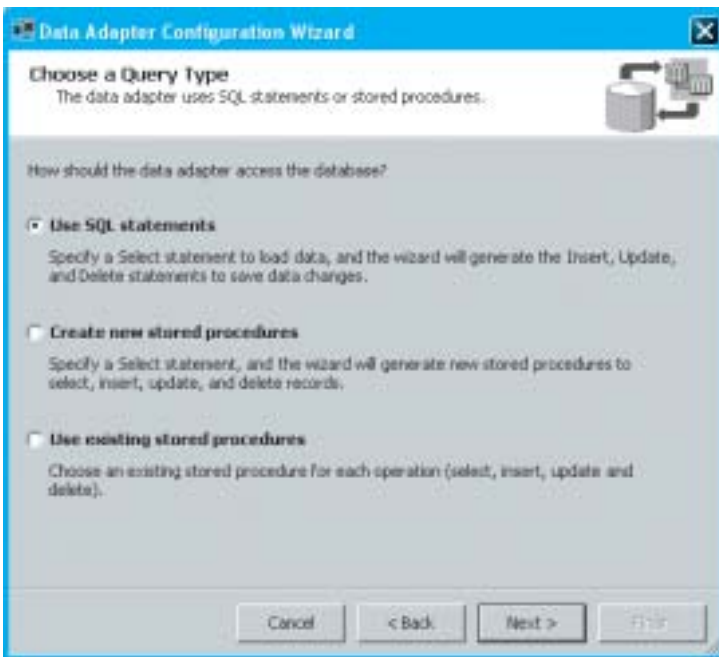 Data Adapter Configuration Wizard
Choose a Query Type
The data adapter uses SQL statements or stored procedures.
How should the data adapter access the database?
Use SQL statements
Specify a Select statement to load data, and the wizard will generate the Insert, Update,
and Delete statements to save data changes.
Create new stored procedures
Specify a Select statement, and the wizard will generate new stored procedures to
select, insert, update, and delete records.
Use existing stored procedures
Choose an existing stored procedure for each operation (select, insert, update and
delete).
Cancel
< Back
Next >
Finish